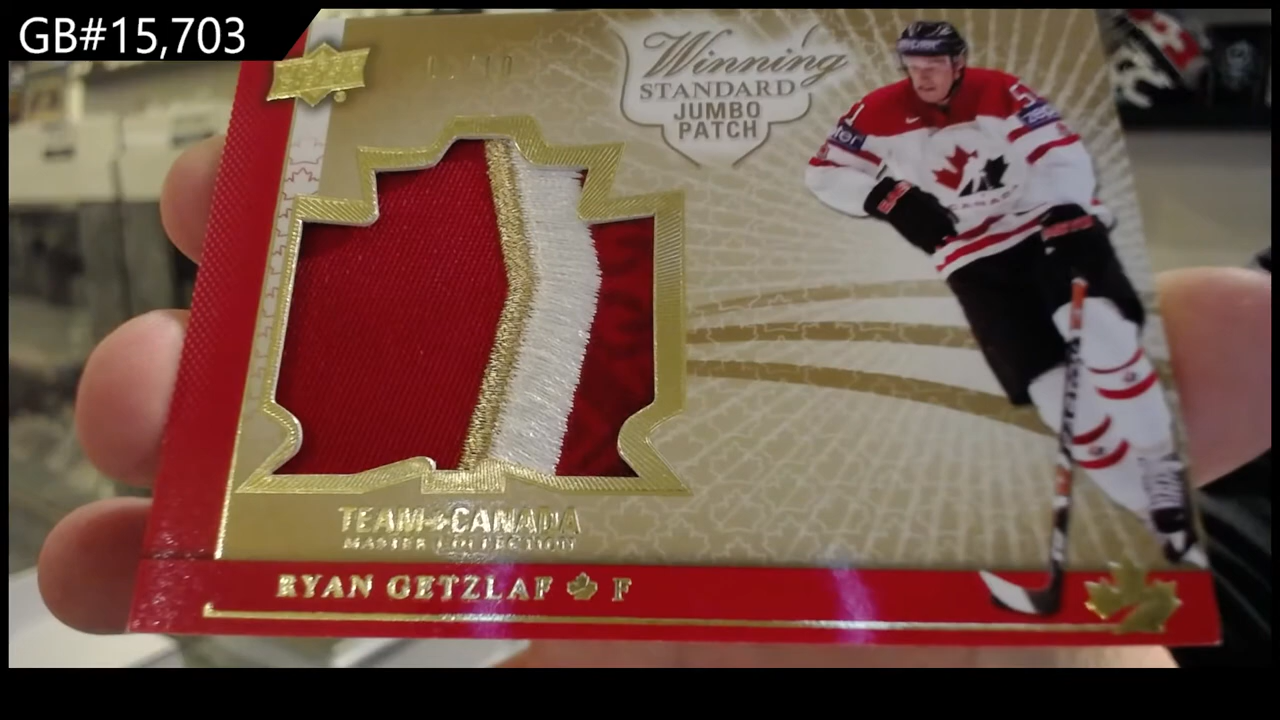 GB#15,703
Winning
STANDARD
JUMBO
PATCH
TEAM CANADA
MASTER COLLECTION
RYAN GETZLAF F